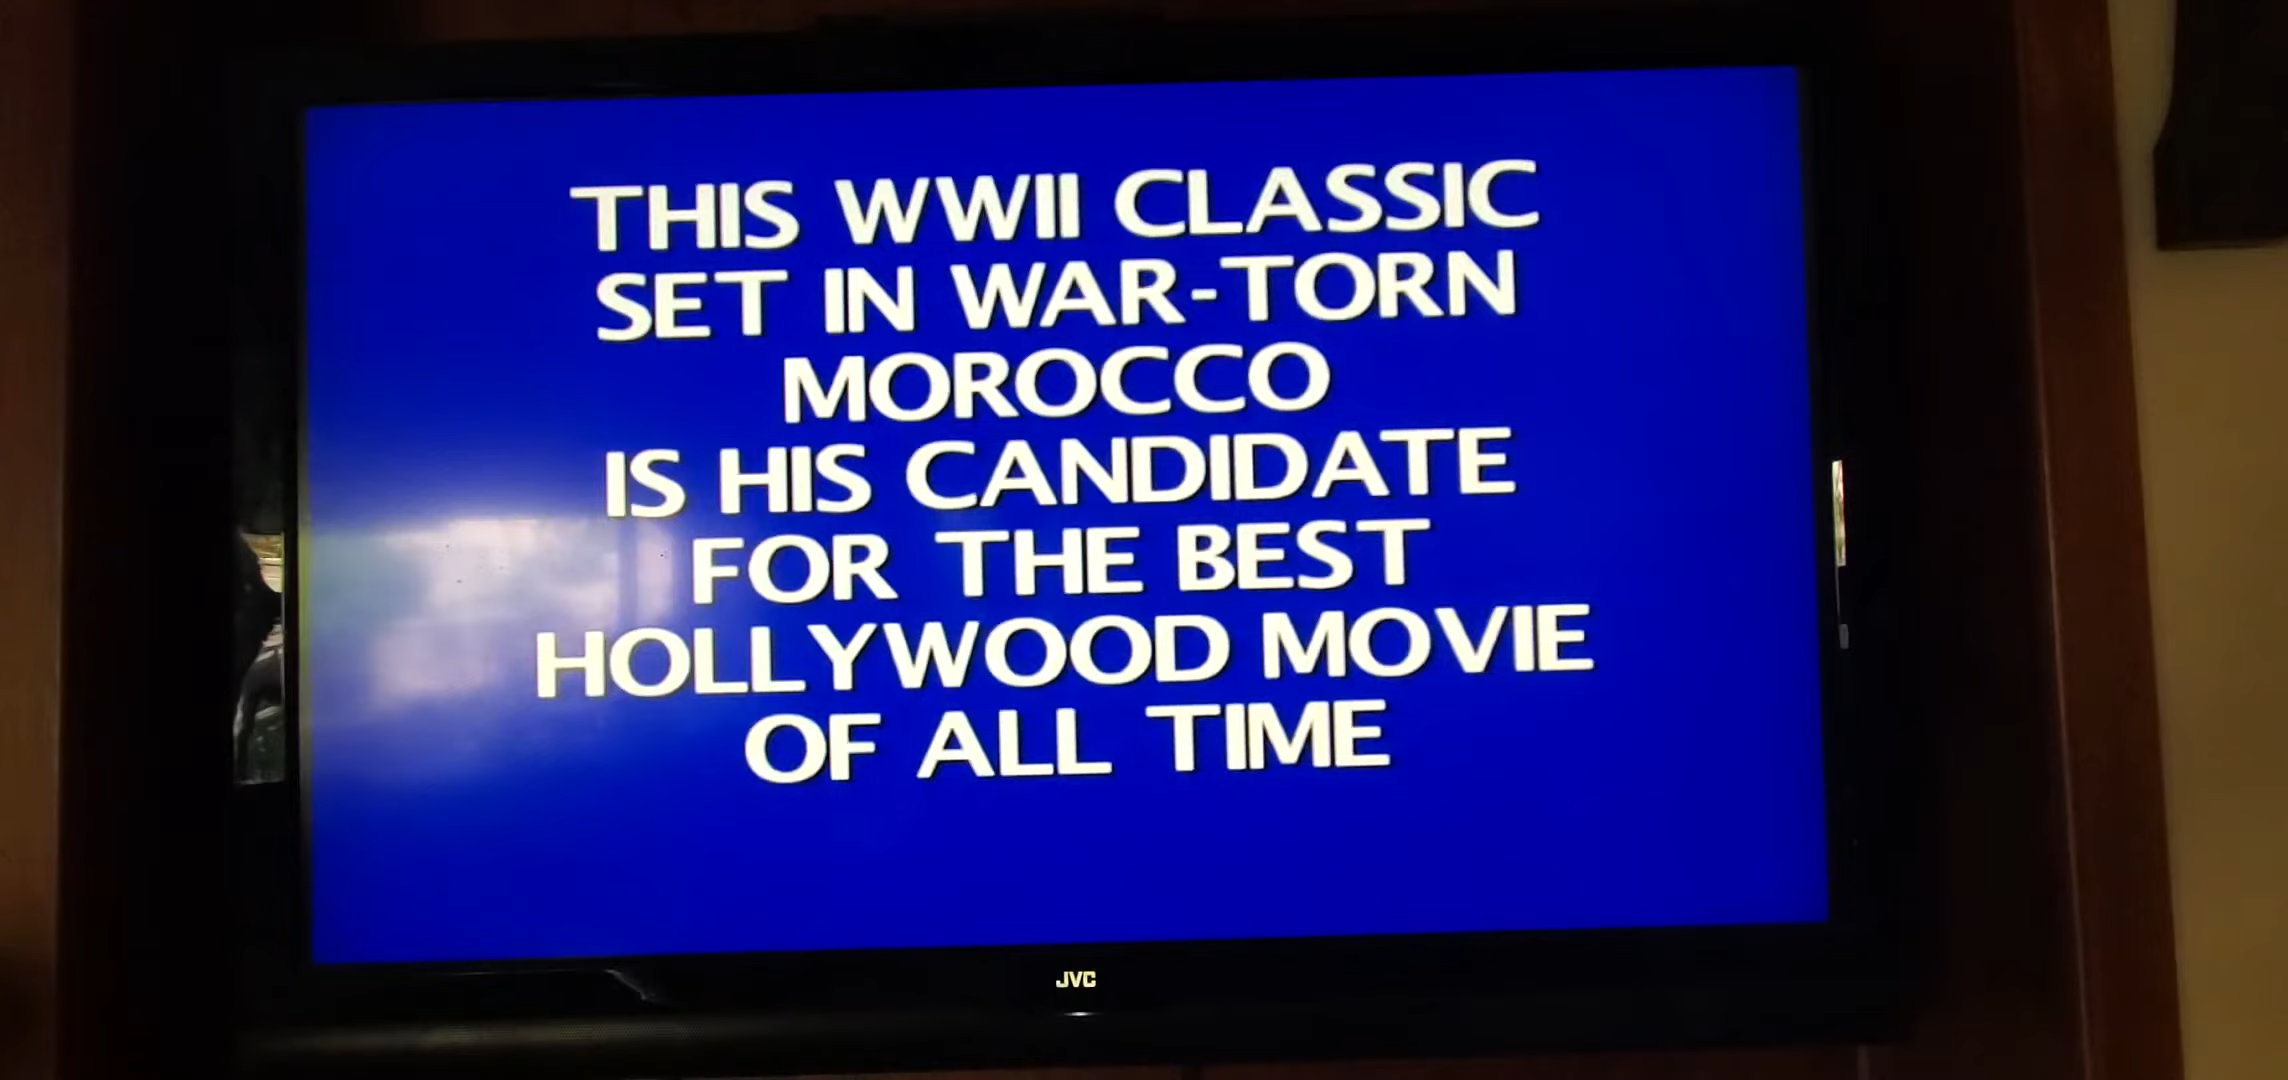 THIS WWII CLASSIC
SET IN WAR-TORN
MOROCCO
IS HIS CANDIDATE
FOR THE BEST
HOLLYWOOD MOVIE
OF ALL TIME
JVC